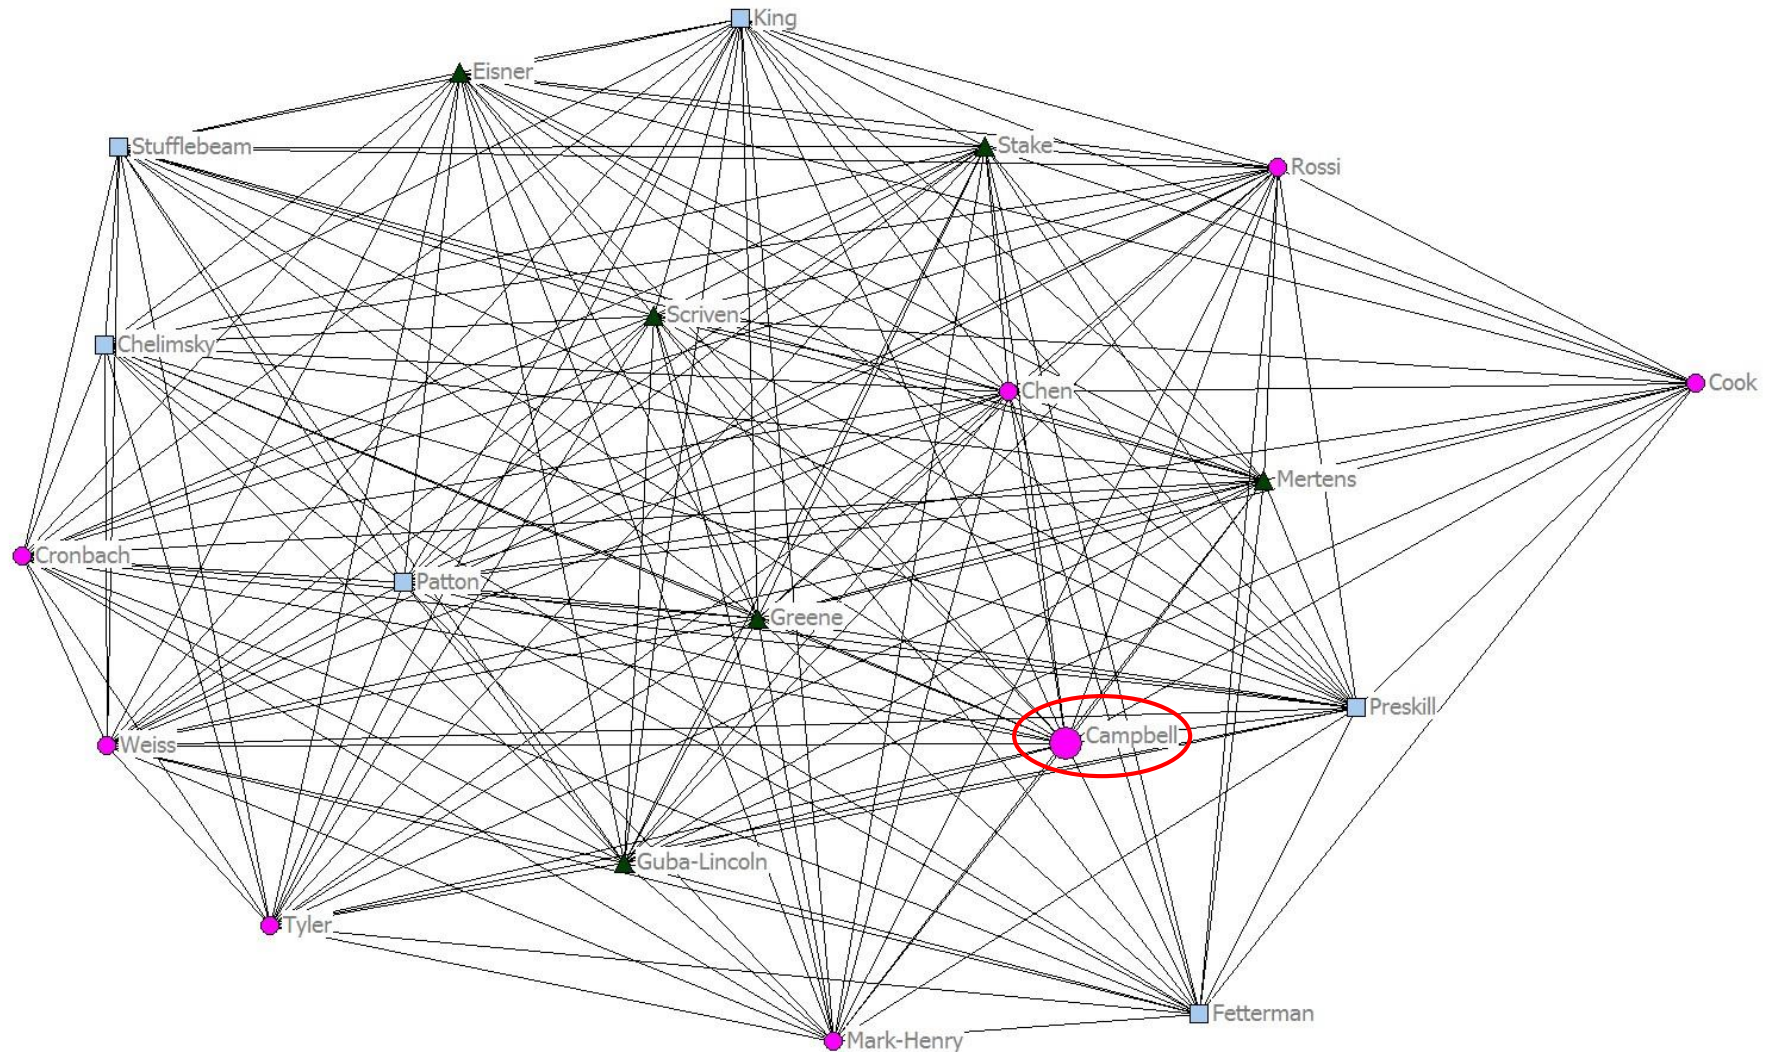 King
Eisner
Stufflebeam
Stake
Rossi
Scriven
Chelimsky
Chen
Cook
Mertens
Cronbach
Patton
Greene
Preskill
Campbell
Weiss
Guba-Lincoln
Tyler
Fetterman
Mark-Henry